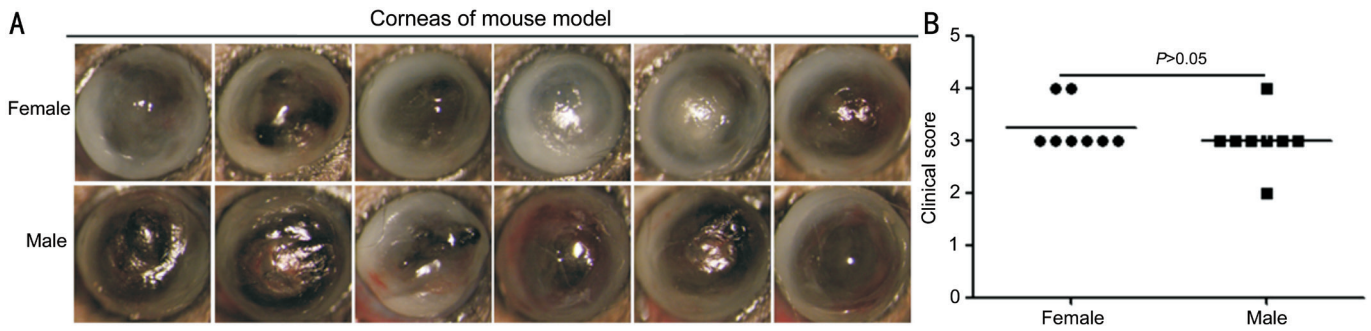 A
Corneas of mouse model
Female
Male
B
5
4
3
2
1
0
Clinical score
P>0.05
Female
Male